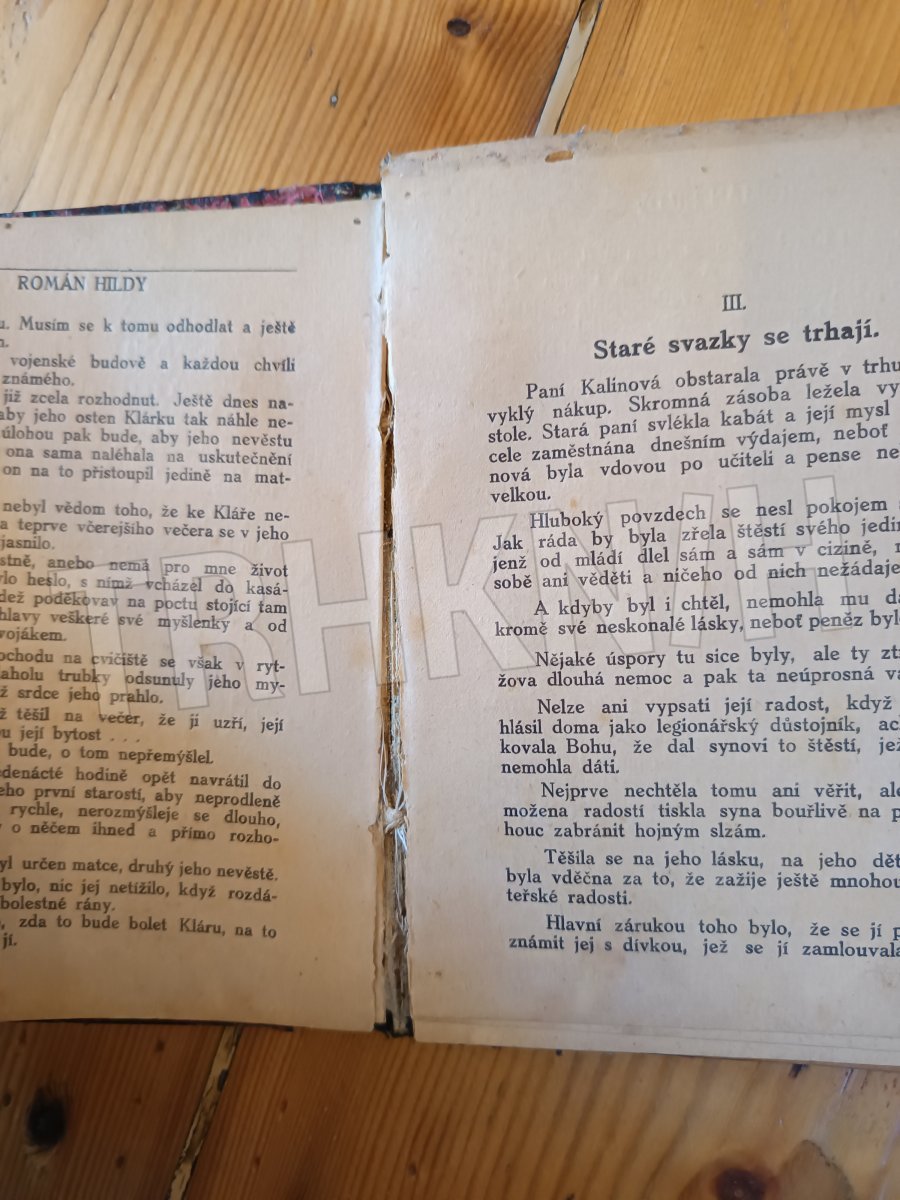 ROMÁN HILDY
Musím se k tomu odhodlat a ještě
vojenské budově a každou chvíli
známého.
již zcela rozhodnut. Ještě dnes na-
aby jeho osten Klárku tak náhle ne-
úlohou pak bude, aby jeho nevěstu
ona sama naléhala na uskutečnění
on na to přistoupil jedině na mat-
nebyl vědom toho, že ke Kláře ne-
a teprve včerejšího večera se v jeho
jasnilo.
stně, anebo nemá pro mne život
lo heslo, s nímž vcházel do kasá-
dež poděkovav na poctu stojící tam
hlavy veškeré své myšlenky a od
vojákem.
ochodu na cvičiště se však v ryt-
aholu trubky odsunuly jeho my-
ž srdce jeho prahlo.
ž těšil na večer, že ji uzří, její
u její bytost . . .
bude, o tom nepřemýšlel.
edenácté hodině opět navrátil do
eho první starostí, aby neprodleně
rychle, nerozmýšleje se dlouho,
o něčem ihned a přímo rozho-
yl určen matce, druhý jeho nevěstě.
bylo, nic jej netížilo, když rozdá-
bolestné rány.
zda to bude bolet Kláru, na to
jí.
III.
Staré svazky se trhají.
Paní Kalinová obstarala právě v trhu
vyklý nákup. Skromná zásoba ležela vy
stole. Stará paní svlékla kabát a její mysl
cele zaměstnána dnešním výdajem, neboť
nová byla vdovou po učiteli a pense ne
velkou.
Hluboký povzdech se nesl pokojem
Jak ráda by byla zřela štěstí svého jedin
jenž od mládí dlel sám a sám v cizině,
sobě ani věděti a ničeho od nich nežádaje
A kdyby byl i chtěl, nemohla mu da
kromě své neskonalé lásky, neboť peněz bylo
Nějaké úspory tu sice byly, ale ty zt
žova dlouhá nemoc a pak ta neúprosná vá
Nelze ani vypsati její radost, když
hlásil doma jako legionářský důstojník, ac
kovala Bohu, že dal synovi to štěstí, jež
nemohla dáti.
Nejprve nechtěla tomu ani věřit, ale
možena radostí tiskla syna bouřlivě na p
houc zabránit hojným slzám.
Těšila se na jeho lásku, na jeho dět
byla vděčna za to, že zažije ještě mnohou
teřské radosti.
Hlavní zárukou toho bylo, že se jí p
známit jej s dívkou, jež se jí zamlouvala
TRHKNIH